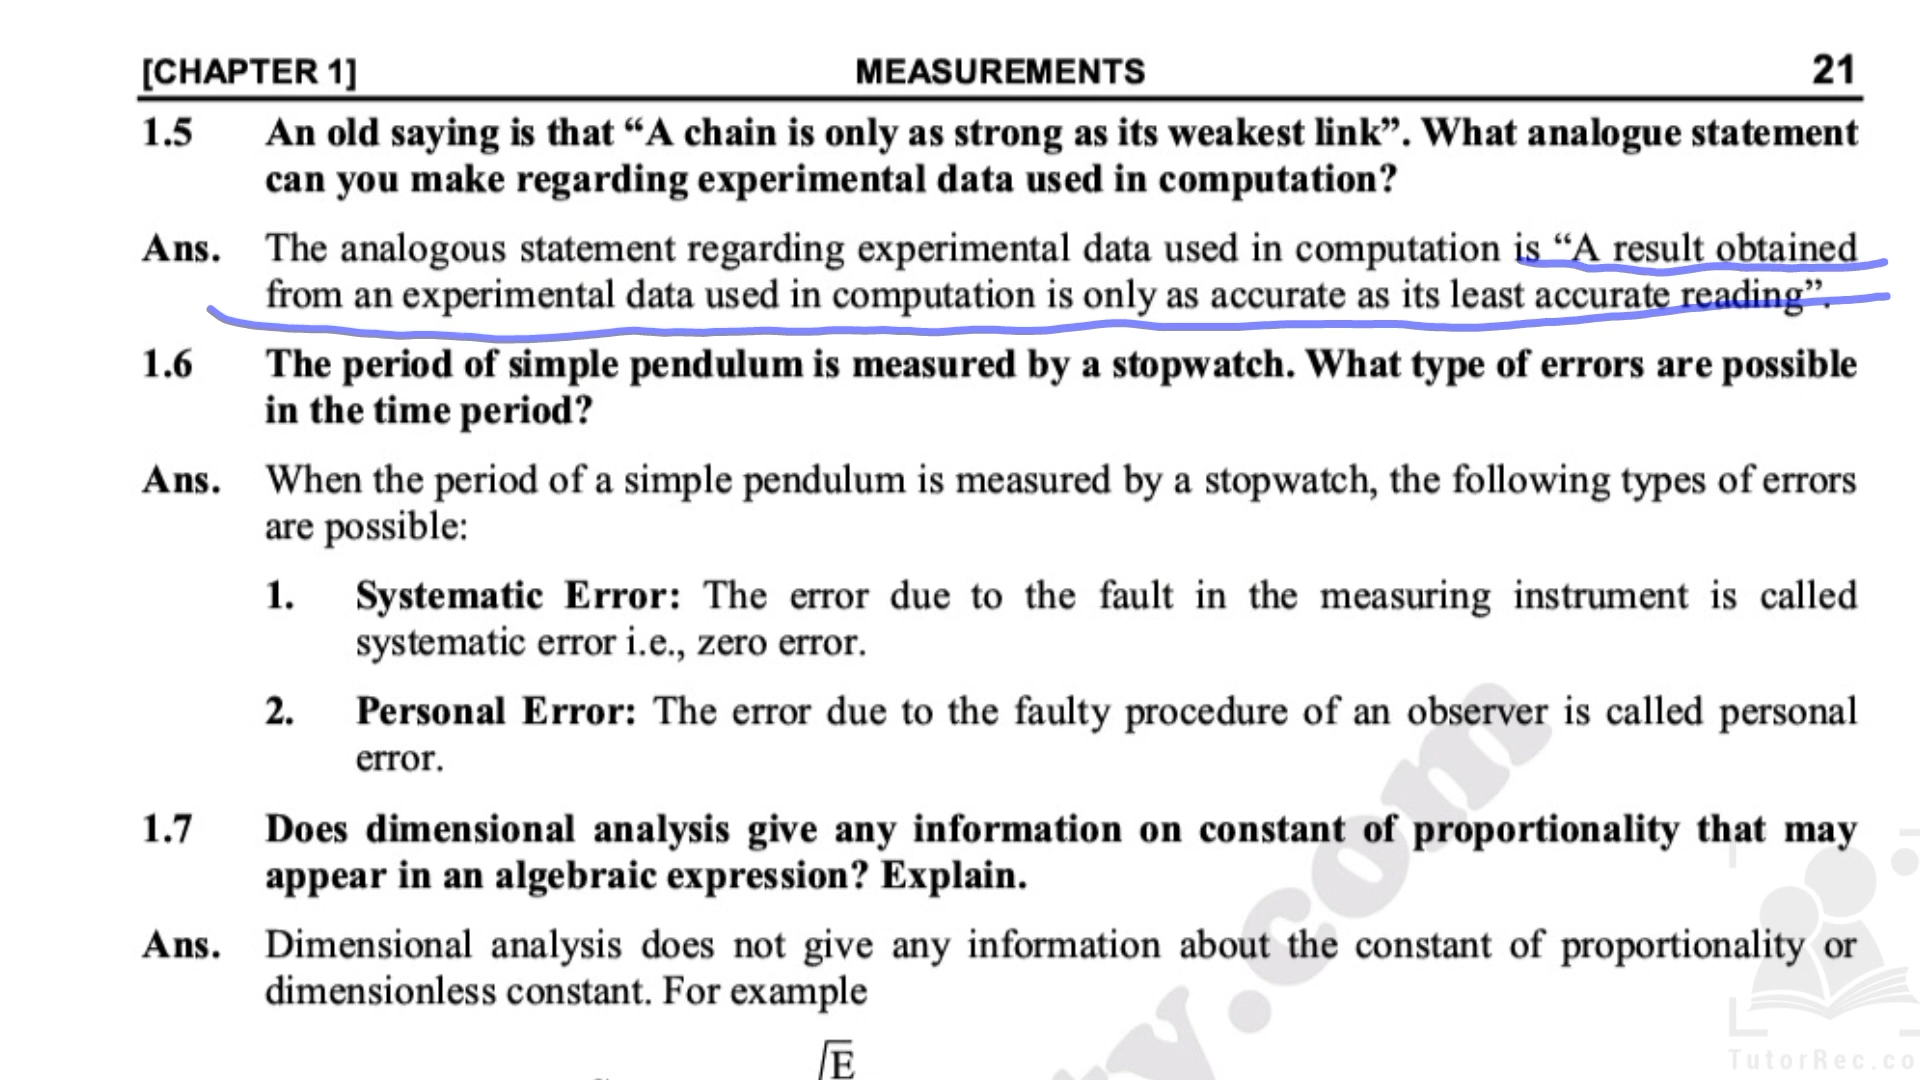 [CHAPTER 1] MEASUREMENTS 21
1.5 An old saying is that “A chain is only as strong as its weakest link”. What analogue statement
can you make regarding experimental data used in computation?
Ans. The analogous statement regarding experimental data used in computation is “A result obtained
from an experimental data used in computation is only as accurate as its least accurate reading”.
1.6 The period of simple pendulum is measured by a stopwatch. What type of errors are possible
in the time period?
Ans. When the period of a simple pendulum is measured by a stopwatch, the following types of errors
are possible:
1. Systematic Error: The error due to the fault in the measuring instrument is called
systematic error i.e., zero error.
2. Personal Error: The error due to the faulty procedure of an observer is called personal
error.
1.7 Does dimensional analysis give any information on constant of proportionality that may
appear in an algebraic expression? Explain.
Ans. Dimensional analysis does not give any information about the constant of proportionality or
dimensionless constant. For example
√E
y.com
TutorRec.co